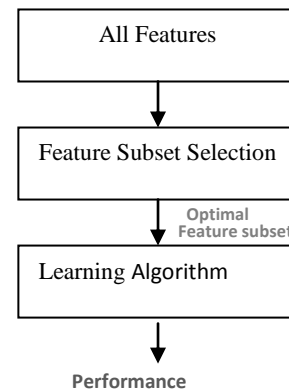 All Features
Feature Subset Selection
Optimal
Feature subset
Learning Algorithm
Performance